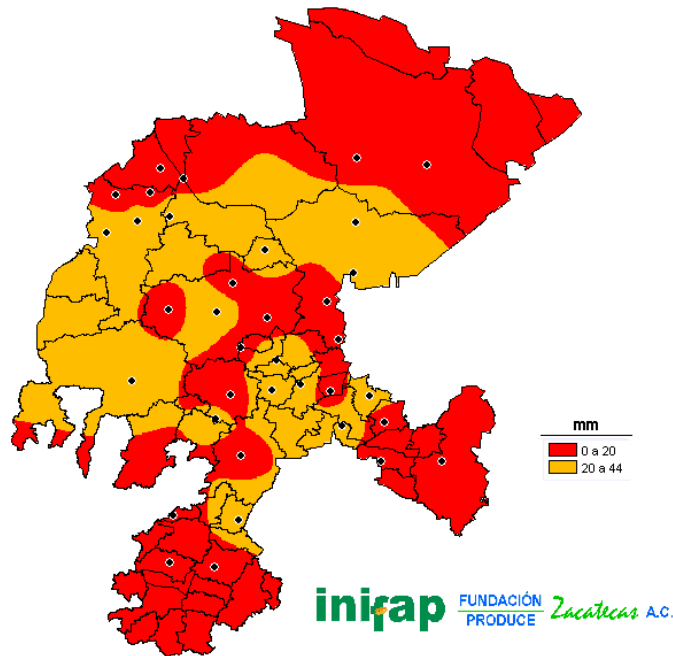 mm
0 a 20
20 a 44
inifap
FUNDACIÓN
PRODUCE
Zacatecas A.C.